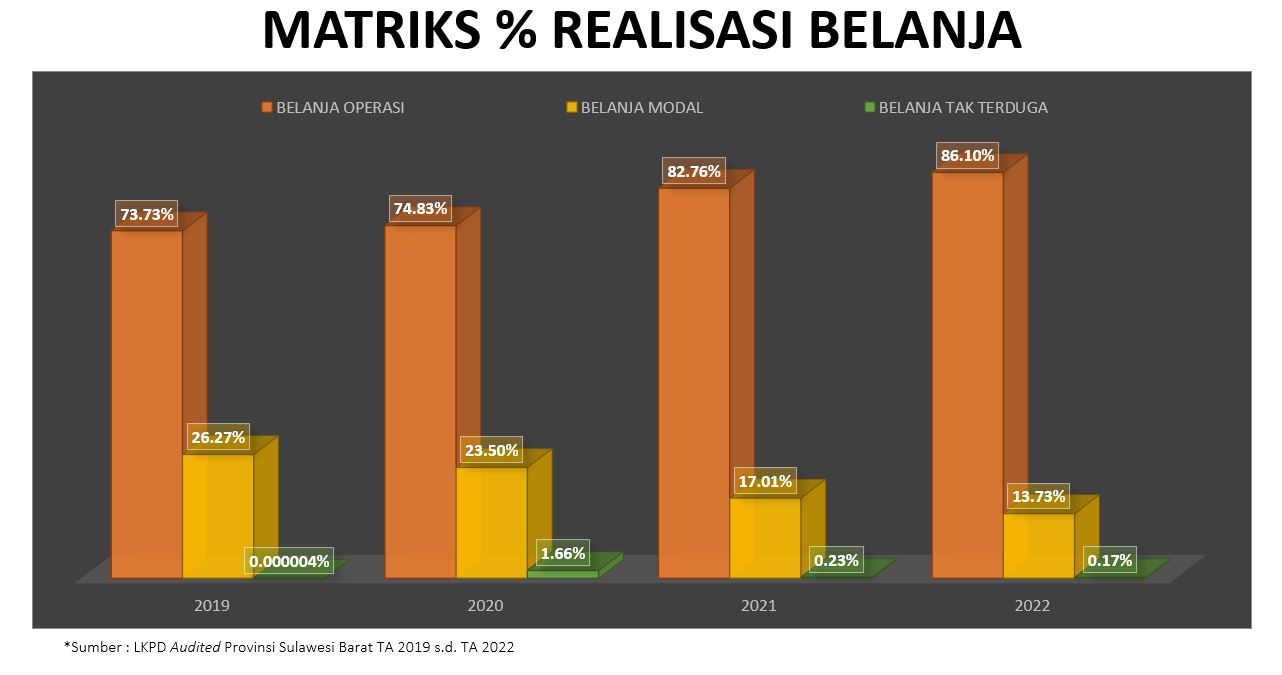 MATRIKS % REALISASI BELANJA
BELANJA OPERASI BELANJA MODAL BELANJA TAK TERDUGA
73.73% 74.83% 82.76% 86.10%
26.27% 23.50% 17.01% 13.73%
0.000004% 1.66% 0.23% 0.17%
2019 2020 2021 2022
*Sumber : LKPD Audited Provinsi Sulawesi Barat TA 2019 s.d. TA 2022